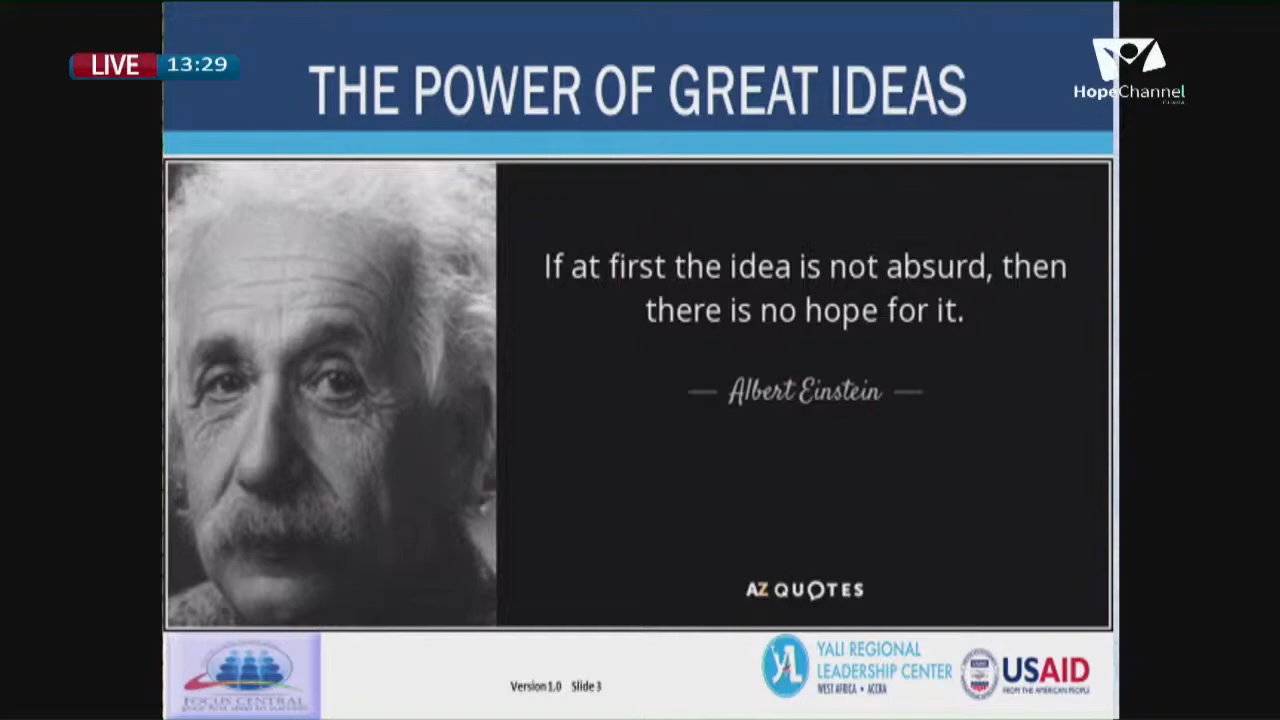 LIVE 13:29
HopeChannel
THE POWER OF GREAT IDEAS
If at first the idea is not absurd, then
there is no hope for it.
— Albert Einstein —
AZ QUOTES
FOCUS CENTRAL
Version 1.0 Slide 3
YALI REGIONAL
LEADERSHIP CENTER
WEST AFRICA • ACCRA
USAID
FROM THE AMERICAN PEOPLE